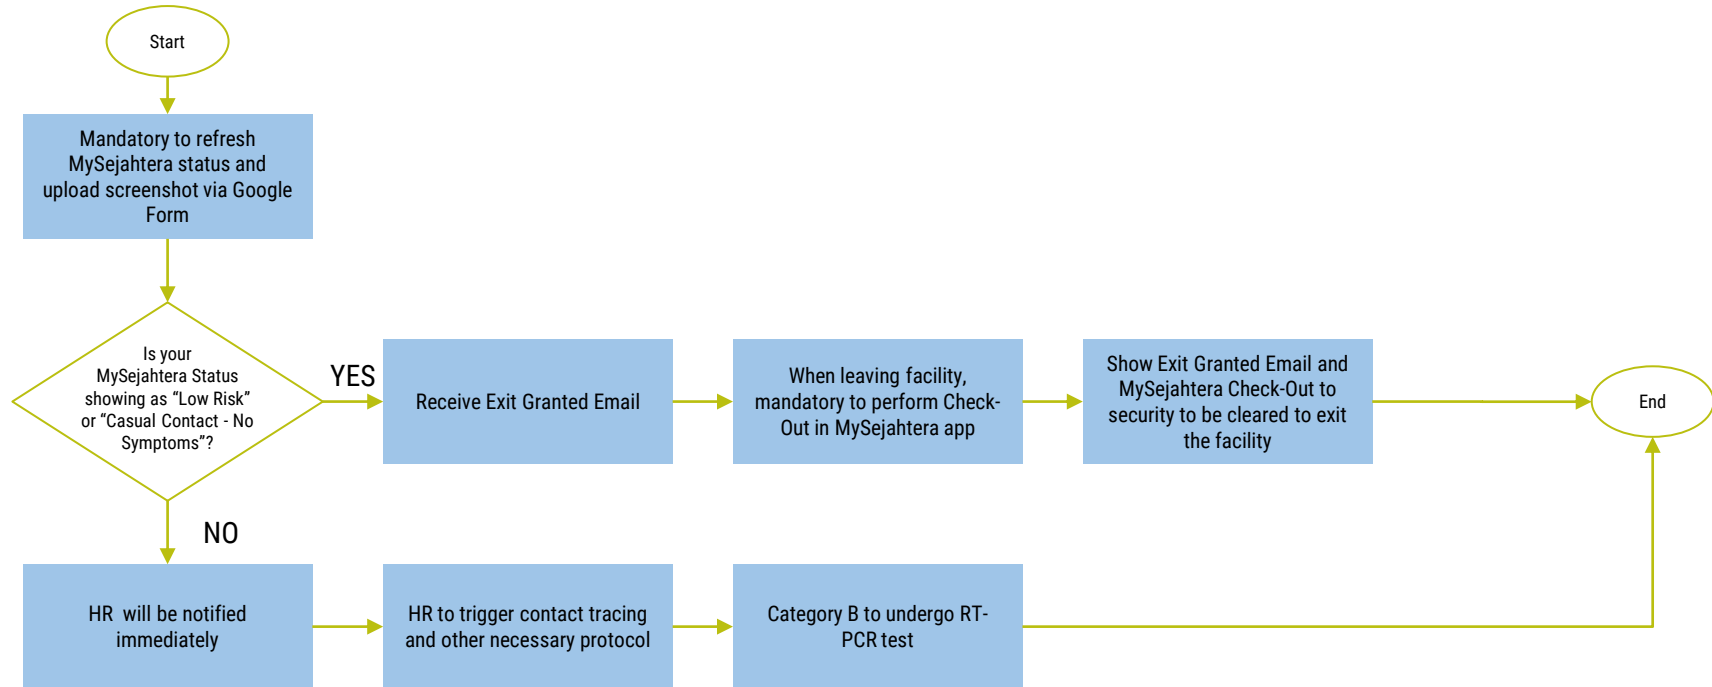 Start
Mandatory to refresh
MySejahtera status and
upload screenshot via Google
Form
Is your
MySejahtera Status
showing as “Low Risk”
or “Casual Contact - No
Symptoms”?
YES
Receive Exit Granted Email
When leaving facility,
mandatory to perform Check-
Out in MySejahtera app
Show Exit Granted Email and
MySejahtera Check-Out to
security to be cleared to exit
the facility
End
NO
HR will be notified
immediately
HR to trigger contact tracing
and other necessary protocol
Category B to undergo RT-
PCR test